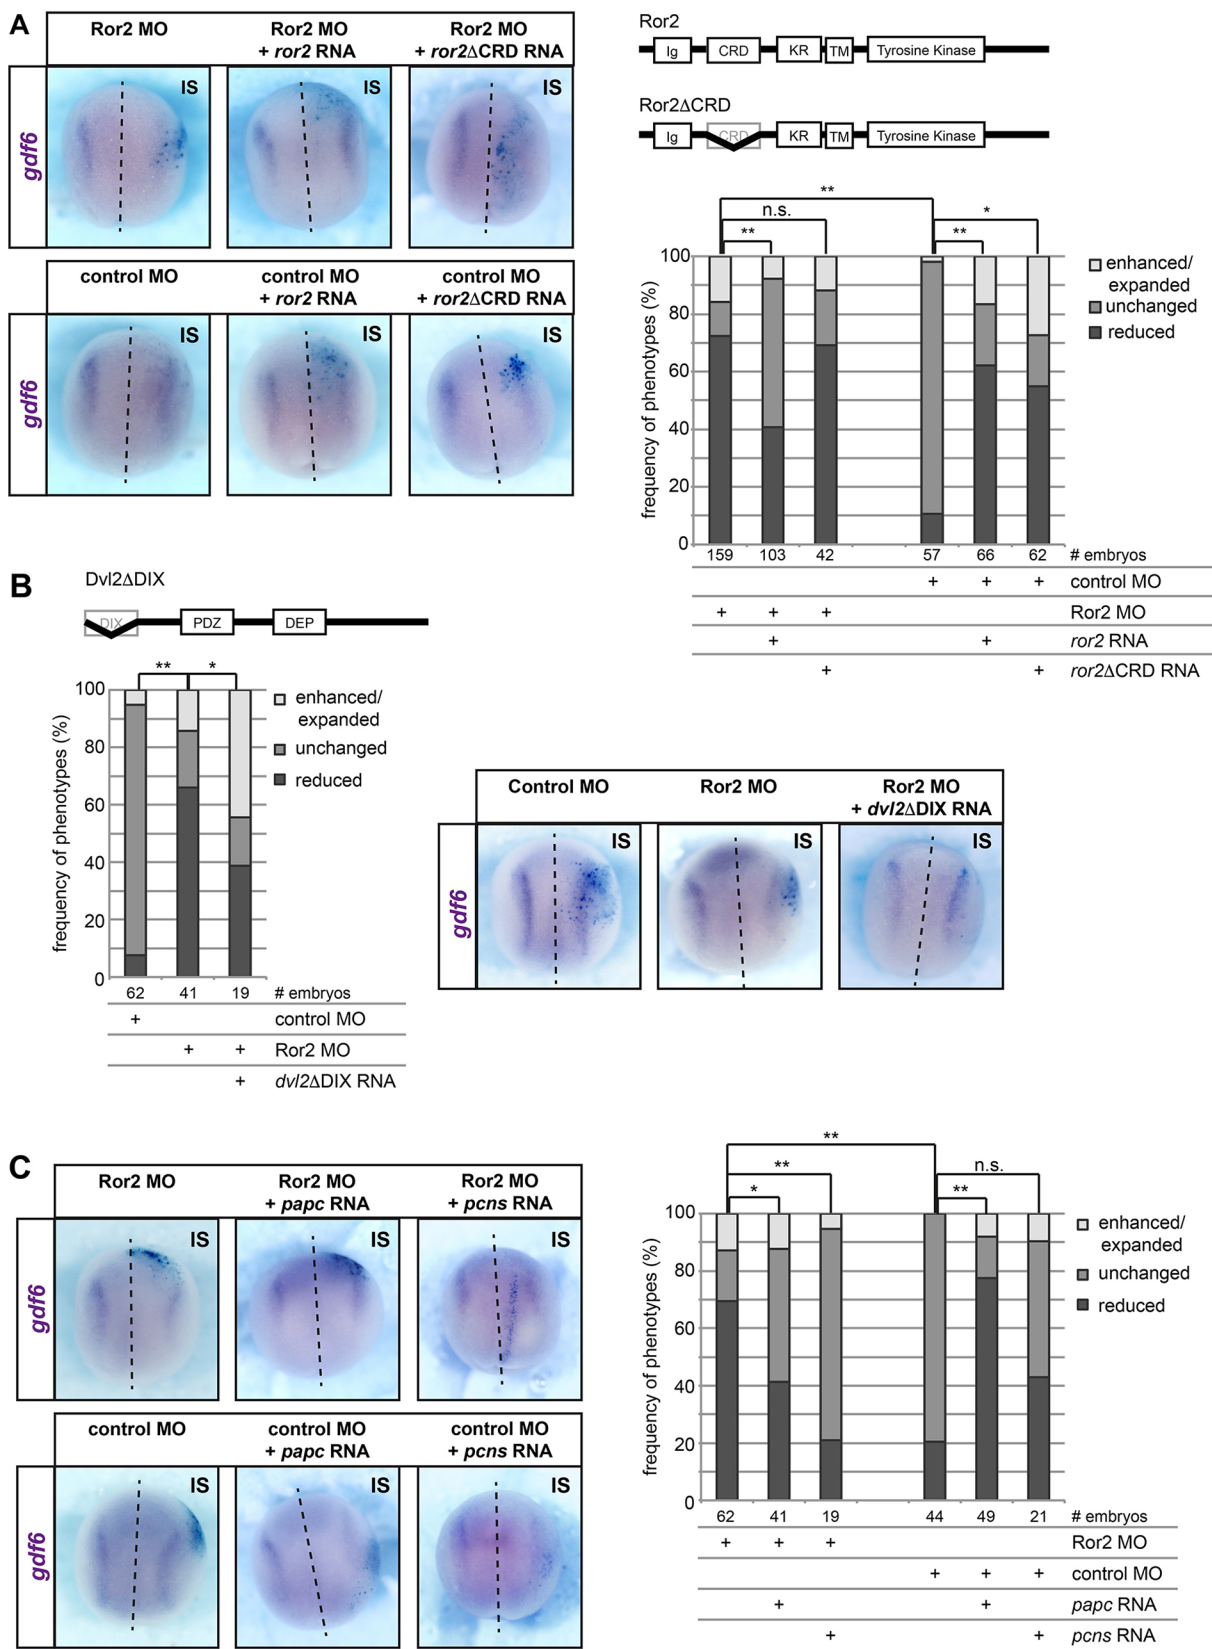 A
Ror2 MO
Ror2 MO
+ ror2 RNA
Ror2 MO
+ ror2ΔCRD RNA
gdf6
IS
IS
IS
control MO
control MO
+ ror2 RNA
control MO
+ ror2ΔCRD RNA
gdf6
IS
IS
IS
Ror2
Ig CRD KR TM Tyrosine Kinase
Ror2ΔCRD
Ig CRD KR TM Tyrosine Kinase
**
n.s. *
** **
frequency of phenotypes (%)
100
80
60
40
20
0
enhanced/
expanded
unchanged
reduced
159 103 42 57 66 62 # embryos
+ + + control MO
+ + + Ror2 MO
+ + ror2 RNA
+ + ror2ΔCRD RNA
B
Dvl2ΔDIX
DIX PDZ DEP
** *
frequency of phenotypes (%)
100
80
60
40
20
0
enhanced/
expanded
unchanged
reduced
62 41 19 # embryos
+ control MO
+ + Ror2 MO
+ dvl2ΔDIX RNA
Control MO
Ror2 MO
Ror2 MO
+ dvl2ΔDIX RNA
gdf6
IS
IS
IS
C
Ror2 MO
Ror2 MO
+ papc RNA
Ror2 MO
+ pcns RNA
gdf6
IS
IS
IS
control MO
control MO
+ papc RNA
control MO
+ pcns RNA
gdf6
IS
IS
IS
**
** n.s.
* **
frequency of phenotypes (%)
100
80
60
40
20
0
enhanced/
expanded
unchanged
reduced
62 41 19 44 49 21 # embryos
+ + + Ror2 MO
+ + + control MO
+ + papc RNA
+ + pcns RNA